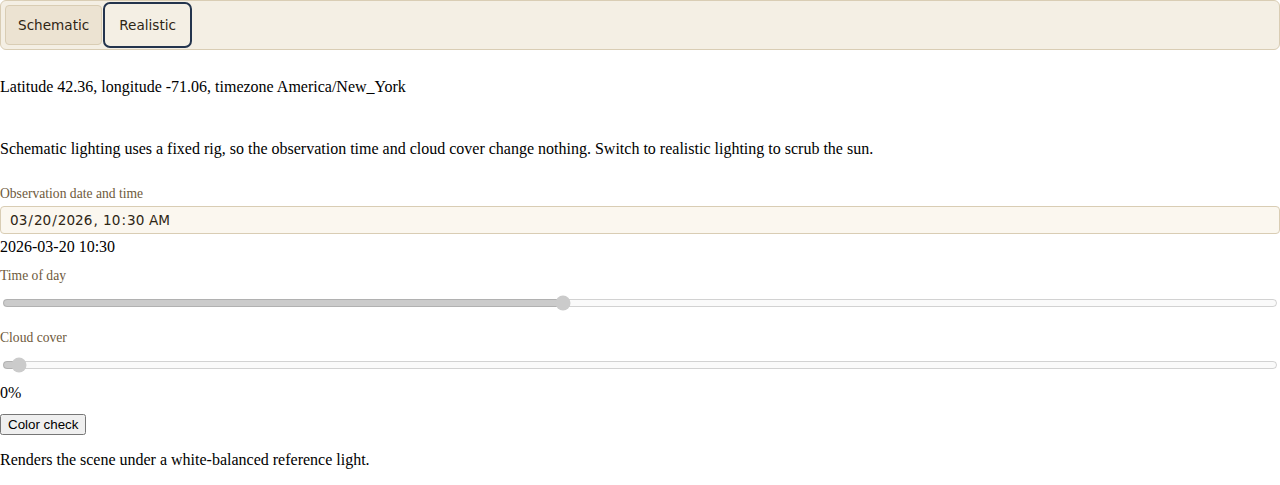 Schematic
Realistic
Latitude 42.36, longitude -71.06, timezone America/New_York
Schematic lighting uses a fixed rig, so the observation time and cloud cover change nothing. Switch to realistic lighting to scrub the sun.
Observation date and time
03/20/2026, 10:30 AM
2026-03-20 10:30
Time of day
Cloud cover
0%
Color check
Renders the scene under a white-balanced reference light.